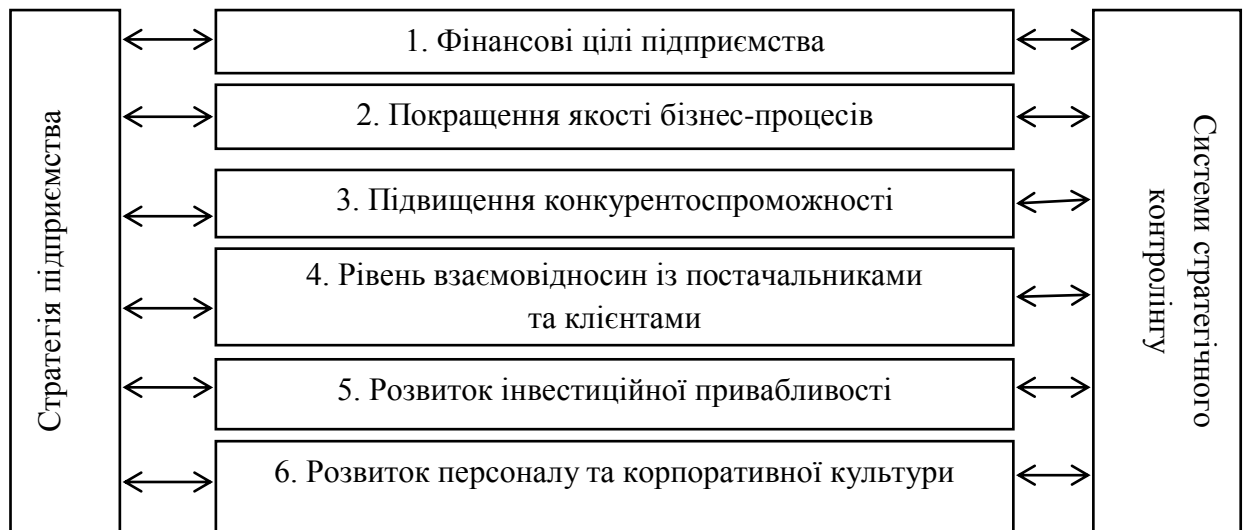 Стратегія підприємства
1. Фінансові цілі підприємства
2. Покращення якості бізнес-процесів
3. Підвищення конкурентоспроможності
4. Рівень взаємовідносин із постачальниками
та клієнтами
5. Розвиток інвестиційної привабливості
6. Розвиток персоналу та корпоративної культури
Системи стратегічного
контролінгу